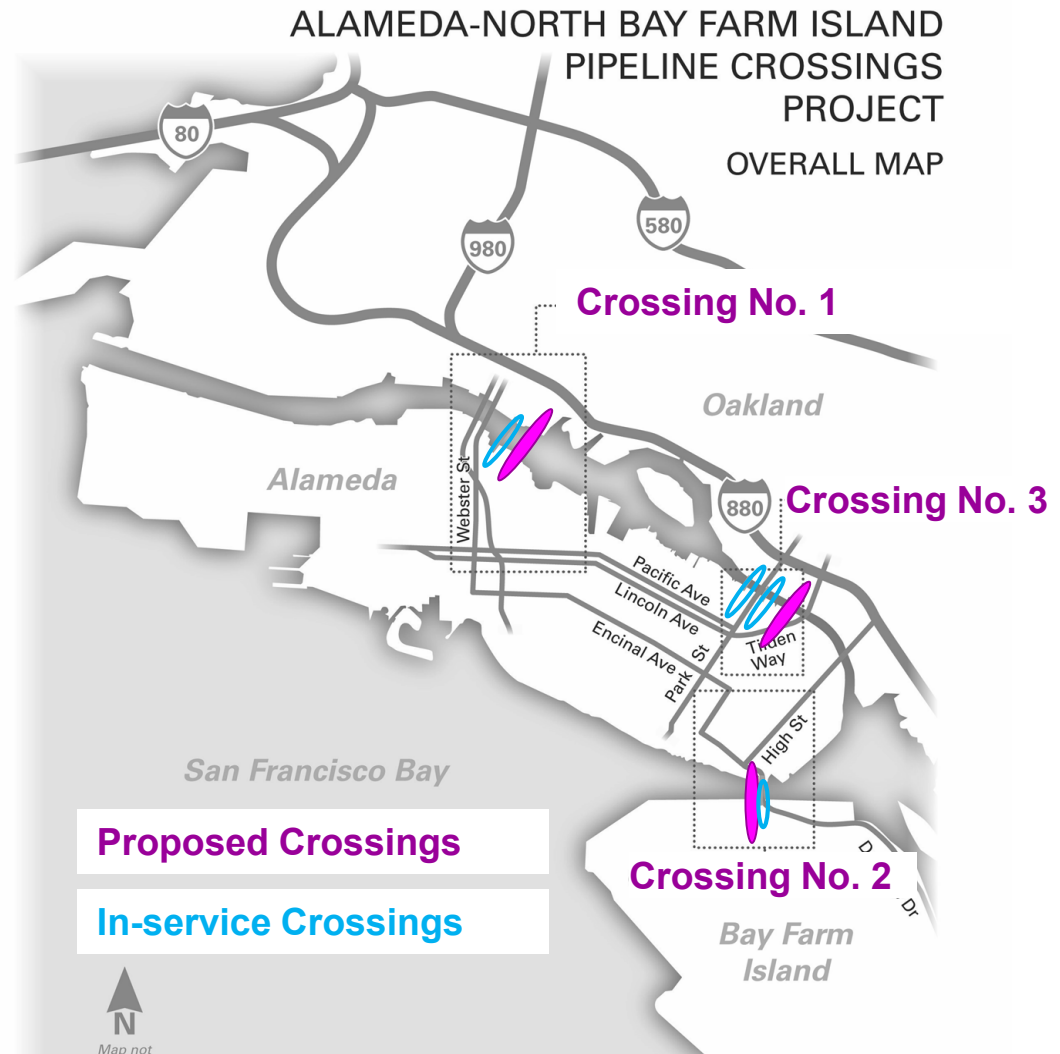 ALAMEDA-NORTH BAY FARM ISLAND
PIPELINE CROSSINGS
PROJECT
OVERALL MAP
80
980
580
Crossing No. 1
Oakland
Alameda
Webster St
880
Crossing No. 3
Pacific Ave
Lincoln Ave
Encinal Ave
Park St
Tilden
Way
High St
San Francisco Bay
Proposed Crossings
In-service Crossings
Crossing No. 2
Dr
Bay Farm
Island
N
Map not